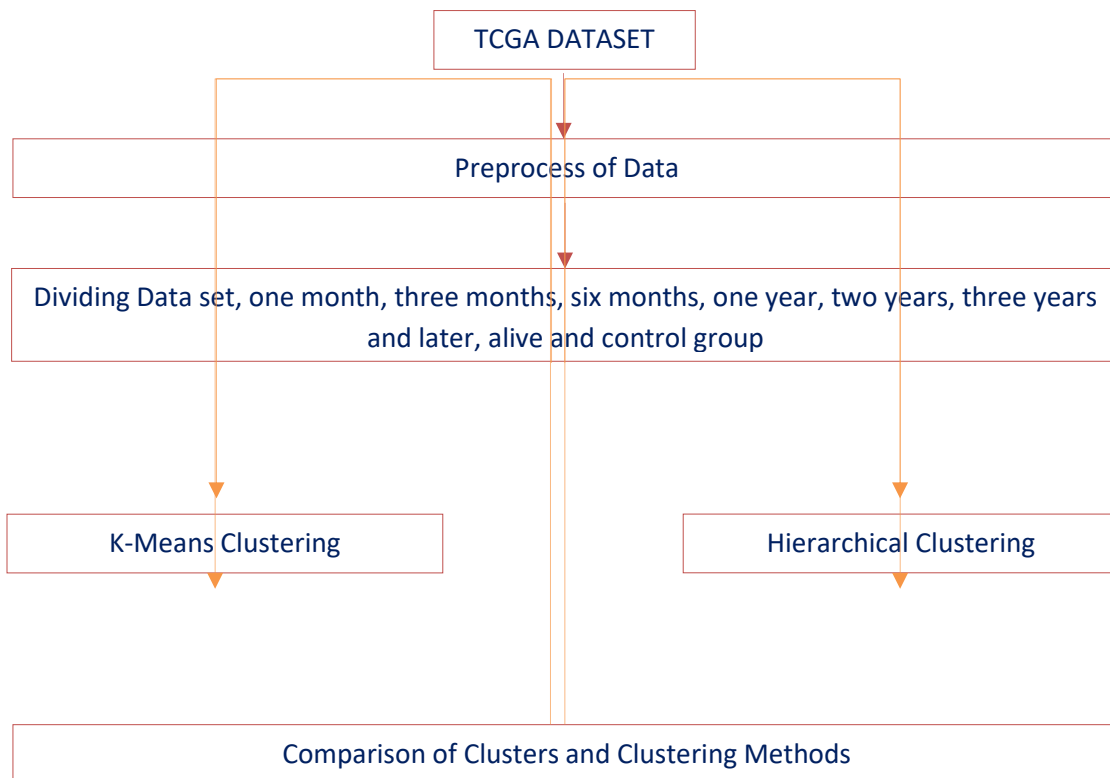 TCGA DATASET
Preprocess of Data
Dividing Data set, one month, three months, six months, one year, two years, three years
and later, alive and control group
K-Means Clustering
Hierarchical Clustering
Comparison of Clusters and Clustering Methods